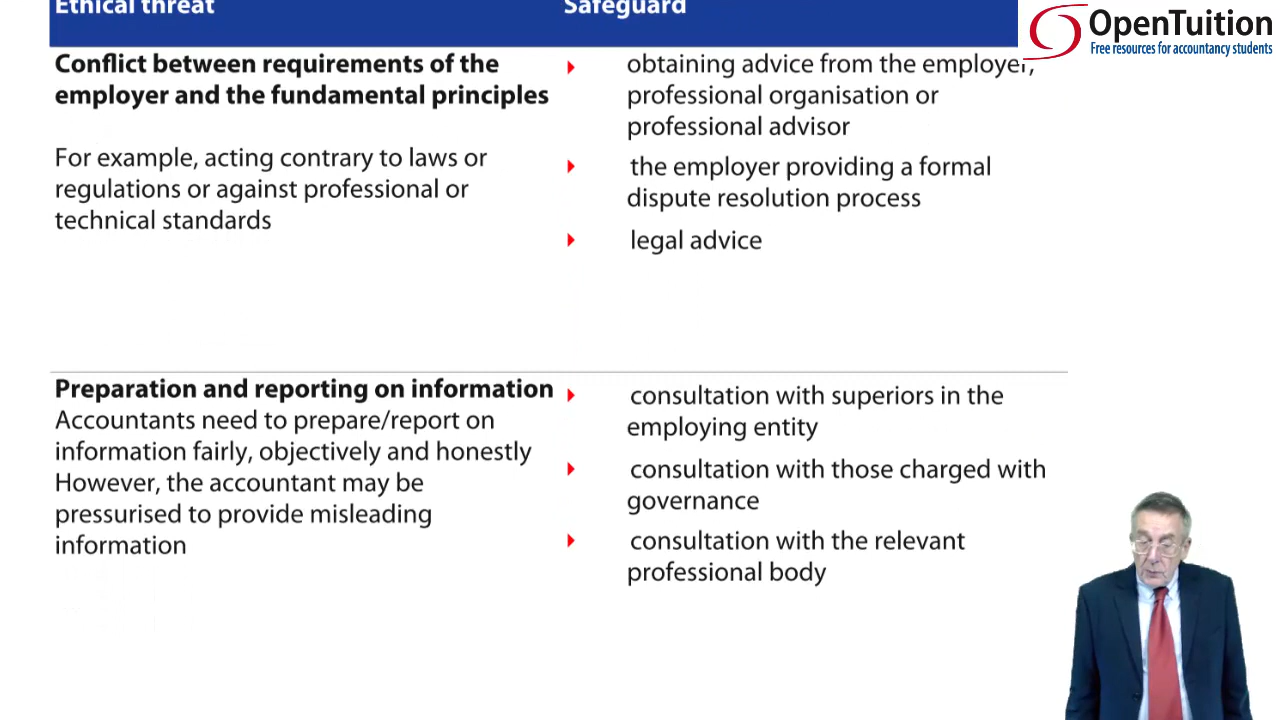 Ethical threat
Safeguard
OpenTuition
Free resources for accountancy students
Conflict between requirements of the
employer and the fundamental principles
For example, acting contrary to laws or
regulations or against professional or
technical standards
obtaining advice from the employer,
professional organisation or
professional advisor
the employer providing a formal
dispute resolution process
legal advice
Preparation and reporting on information
Accountants need to prepare/report on
information fairly, objectively and honestly
However, the accountant may be
pressurised to provide misleading
information
consultation with superiors in the
employing entity
consultation with those charged with
governance
consultation with the relevant
professional body